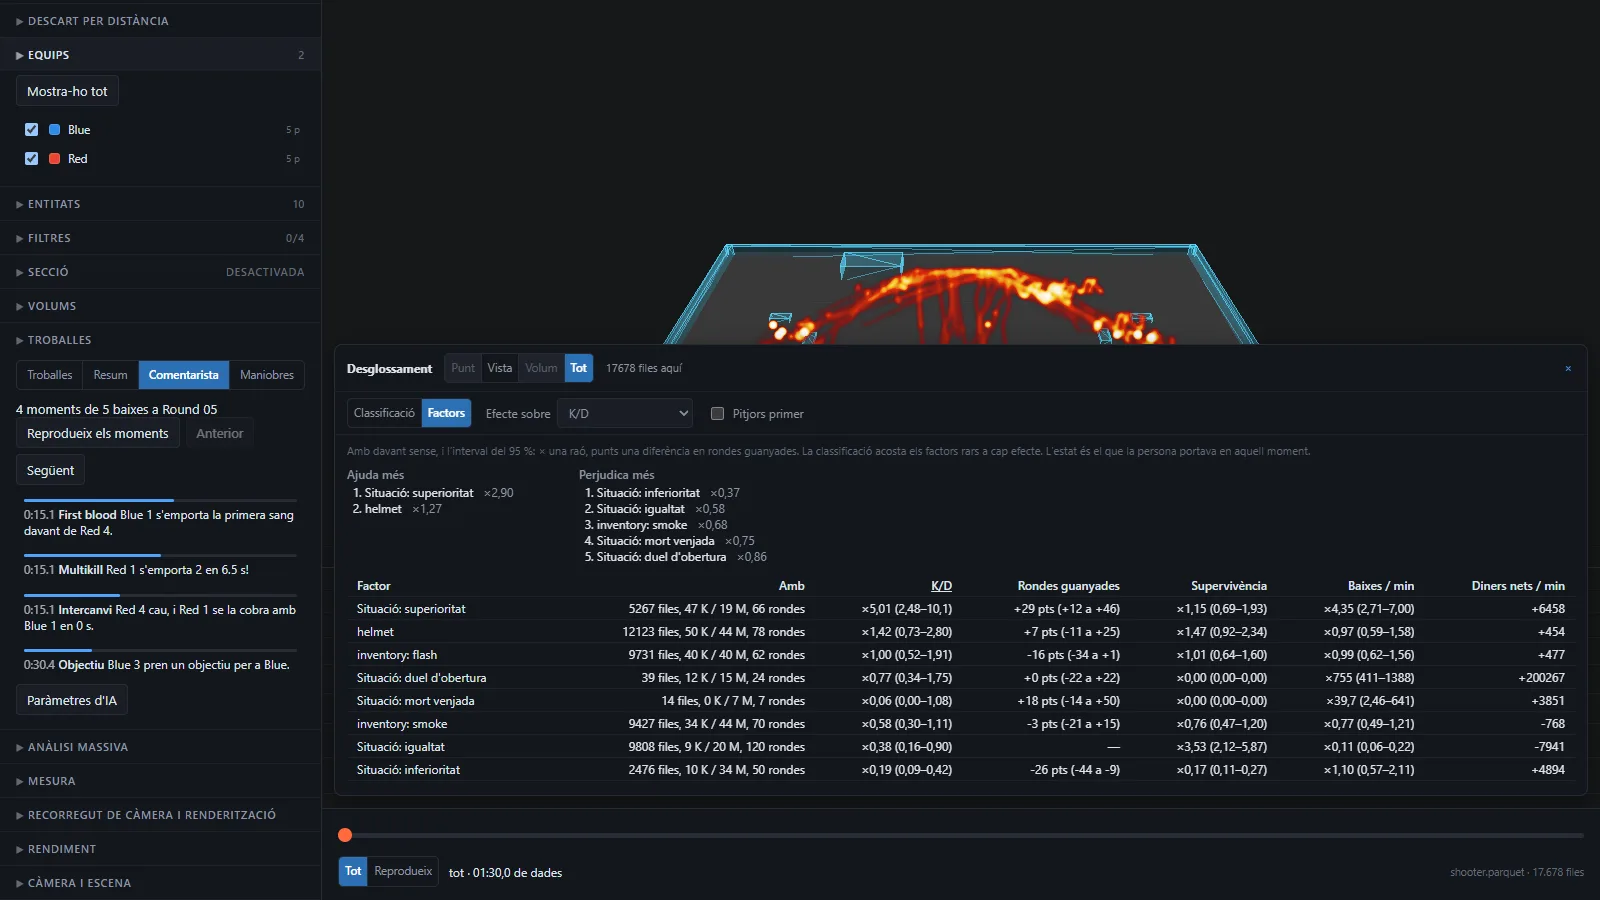 DESCART PER DISTÀNCIA
EQUIPS 2
Mostra-ho tot
Blue 5 p
Red 5 p
ENTITATS 10
FILTRES 0/4
SECCIÓ DESACTIVADA
VOLUMS
TROBALLES
Troballes Resum Comentarista Maniobres
4 moments de 5 baixes a Round 05
Reprodueix els moments Anterior
Següent
0:15.1 First blood Blue 1 s'emporta la primera sang
davant de Red 4.
0:15.1 Multikill Red 1 s'emporta 2 en 6.5 s!
0:15.1 Intercanvi Red 4 cau, i Red 1 se la cobra amb
Blue 1 en 0 s.
0:30.4 Objectiu Blue 3 pren un objectiu per a Blue.
Paràmetres d'IA
ANÀLISI MASSIVA
MESURA
RECORREGUT DE CÀMERA I RENDERITZACIÓ
RENDIMENT
CÀMERA I ESCENA
Desglossament Punt Vista Volum Tot 17678 files aquí ×
Classificació Factors Efecte sobre K/D Pitjors primer
Amb davant sense, i l'interval del 95 %: × una raó, punts una diferència en rondes guanyades. La classificació acosta els factors rars a cap efecte. L'estat és el que la persona portava en aquell moment.
Ajuda més
1. Situació: superioritat ×2,90
2. helmet ×1,27
Perjudica més
1. Situació: inferioritat ×0,37
2. Situació: igualtat ×0,58
3. inventory: smoke ×0,68
4. Situació: mort venjada ×0,75
5. Situació: duel d'obertura ×0,86
Factor Amb K/D Rondes guanyades Supervivència Baixes / min Diners nets / min
Situació: superioritat 5267 files, 47 K / 19 M, 66 rondes ×5,01 (2,48–10,1) +29 pts (+12 a +46) ×1,15 (0,69–1,93) ×4,35 (2,71–7,00) +6458
helmet 12123 files, 50 K / 44 M, 78 rondes ×1,42 (0,73–2,80) +7 pts (-11 a +25) ×1,47 (0,92–2,34) ×0,97 (0,59–1,58) +454
inventory: flash 9731 files, 40 K / 40 M, 62 rondes ×1,00 (0,52–1,91) -16 pts (-34 a +1) ×1,01 (0,64–1,60) ×0,99 (0,62–1,56) +477
Situació: duel d'obertura 39 files, 12 K / 15 M, 24 rondes ×0,77 (0,34–1,75) +0 pts (-22 a +22) ×0,00 (0,00–0,00) ×755 (411–1388) +200267
Situació: mort venjada 14 files, 0 K / 7 M, 7 rondes ×0,06 (0,00–1,08) +18 pts (-14 a +50) ×0,00 (0,00–0,00) ×39,7 (2,46–641) +3851
inventory: smoke 9427 files, 34 K / 44 M, 70 rondes ×0,58 (0,30–1,11) -3 pts (-21 a +15) ×0,76 (0,47–1,20) ×0,77 (0,49–1,21) -768
Situació: igualtat 9808 files, 9 K / 20 M, 120 rondes ×0,38 (0,16–0,90) — ×3,53 (2,12–5,87) ×0,11 (0,06–0,22) -7941
Situació: inferioritat 2476 files, 10 K / 34 M, 50 rondes ×0,19 (0,09–0,42) -26 pts (-44 a -9) ×0,17 (0,11–0,27) ×1,10 (0,57–2,11) +4894
Tot Reprodueix tot · 01:30,0 de dades
shooter.parquet · 17.678 files